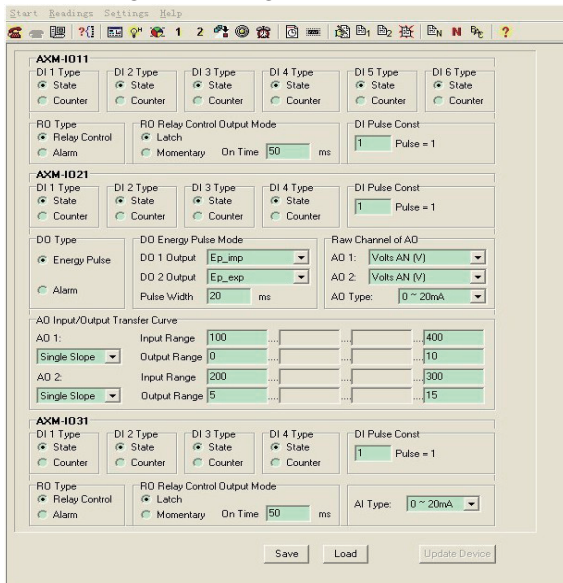 Start Readings Settings Help
1 2 B1 B2 EN N
AXM-IO11
DI 1 Type DI 2 Type DI 3 Type DI 4 Type DI 5 Type DI 6 Type
State State State State State State
Counter Counter Counter Counter Counter Counter
RO Type RO Relay Control Output Mode DI Pulse Const
Relay Control Latch 1 Pulse = 1
Alarm Momentary On Time 50 ms
AXM-IO21
DI 1 Type DI 2 Type DI 3 Type DI 4 Type DI Pulse Const
State State State State 1 Pulse = 1
Counter Counter Counter Counter
DO Type DO Energy Pulse Mode Raw Channel of AO
Energy Pulse DO 1 Output Ep_imp AO 1: Volts AN (V)
DO 2 Output Ep_exp AO 2: Volts AN (V)
Alarm Pulse Width 20 ms AO Type: 0 ~ 20mA
AO Input/Output Transfer Curve
AO 1: Input Range 100 .... .... ... 400
Single Slope Output Range 0 .... .... ... 10
AO 2: Input Range 200 .... .... ... 300
Single Slope Output Range 5 .... .... ... 15
AXM-IO31
DI 1 Type DI 2 Type DI 3 Type DI 4 Type DI Pulse Const
State State State State 1 Pulse = 1
Counter Counter Counter Counter
RO Type RO Relay Control Output Mode
Relay Control Latch AI Type: 0 ~ 20mA
Alarm Momentary On Time 50 ms
Save Load Update Device